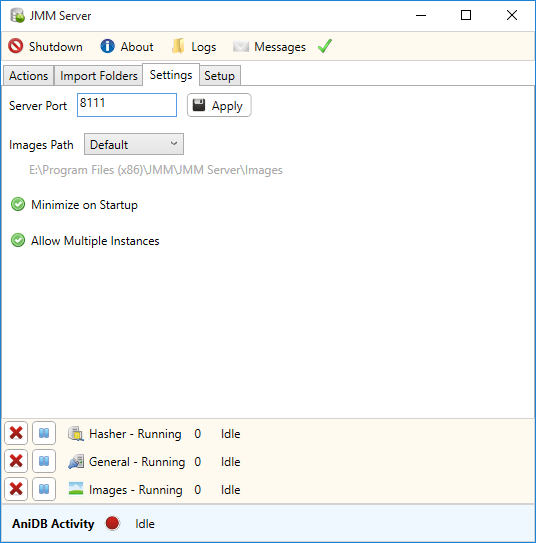 JMM Server
Shutdown About Logs Messages
Actions Import Folders Settings Setup
Server Port 8111 Apply
Images Path Default
E:\Program Files (x86)\JMM\JMM Server\Images
Minimize on Startup
Allow Multiple Instances
Hasher - Running 0 Idle
General - Running 0 Idle
Images - Running 0 Idle
AniDB Activity Idle